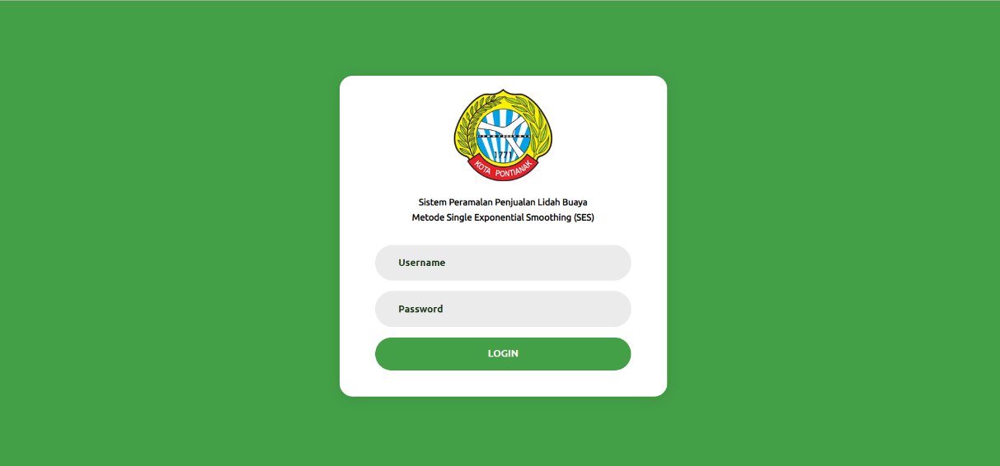 1771
KOTA PONTIANAK
Sistem Peramalan Penjualan Lidah Buaya
Metode Single Exponential Smoothing (SES)
Username
Password
LOGIN